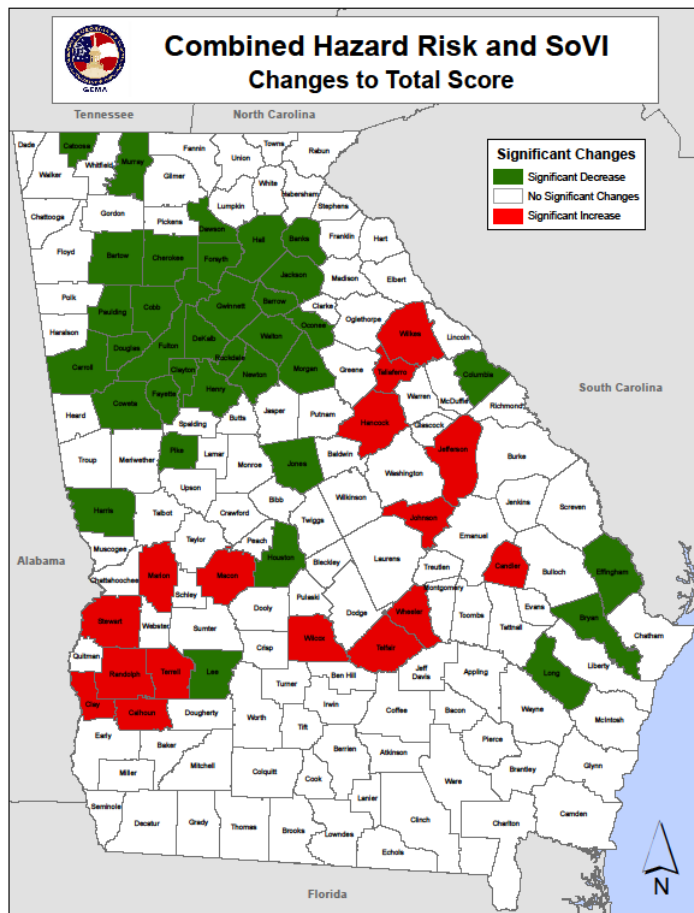 GEMA
Combined Hazard Risk and SoVI
Changes to Total Score
Tennessee
North Carolina
Significant Changes
Significant Decrease
No Significant Changes
Significant Increase
Dade
Catoosa
Whitfield
Murray
Fannin
Union
Towns
Rabun
Walker
Gilmer
White
Habersham
Lumpkin
Stephens
Chattooga
Gordon
Pickens
Dawson
Hall
Banks
Franklin
Hart
Floyd
Bartow
Cherokee
Forsyth
Jackson
Madison
Elbert
Polk
Paulding
Cobb
Gwinnett
Barrow
Clarke
Oglethorpe
Haralson
Wilkes
Lincoln
Douglas
Fulton
DeKalb
Walton
Oconee
Rockdale
Carroll
Clayton
Newton
Morgan
Greene
Taliaferro
Columbia
South Carolina
Coweta
Fayette
Henry
Warren
McDuffie
Richmond
Heard
Spalding
Butts
Jasper
Putnam
Hancock
Glascock
Troup
Meriwether
Pike
Lamar
Monroe
Jones
Baldwin
Washington
Jefferson
Burke
Upson
Bibb
Wilkinson
Jenkins
Screven
Harris
Talbot
Crawford
Twiggs
Johnson
Emanuel
Alabama
Muscogee
Taylor
Peach
Houston
Bleckley
Laurens
Treutlen
Candler
Bulloch
Effingham
Chattahoochee
Marion
Macon
Schley
Pulaski
Montgomery
Dooly
Dodge
Wheeler
Toombs
Evans
Tattnall
Bryan
Chatham
Stewart
Webster
Sumter
Quitman
Crisp
Wilcox
Telfair
Jeff
Davis
Appling
Long
Liberty
Randolph
Terrell
Lee
Turner
Ben Hill
Clay
Calhoun
Dougherty
Worth
Irwin
Coffee
Bacon
Wayne
McIntosh
Tift
Early
Baker
Mitchell
Berrien
Atkinson
Pierce
Miller
Colquitt
Cook
Ware
Brantley
Glynn
Seminole
Decatur
Grady
Thomas
Brooks
Lanier
Lowndes
Clinch
Charlton
Camden
Echols
Florida
N